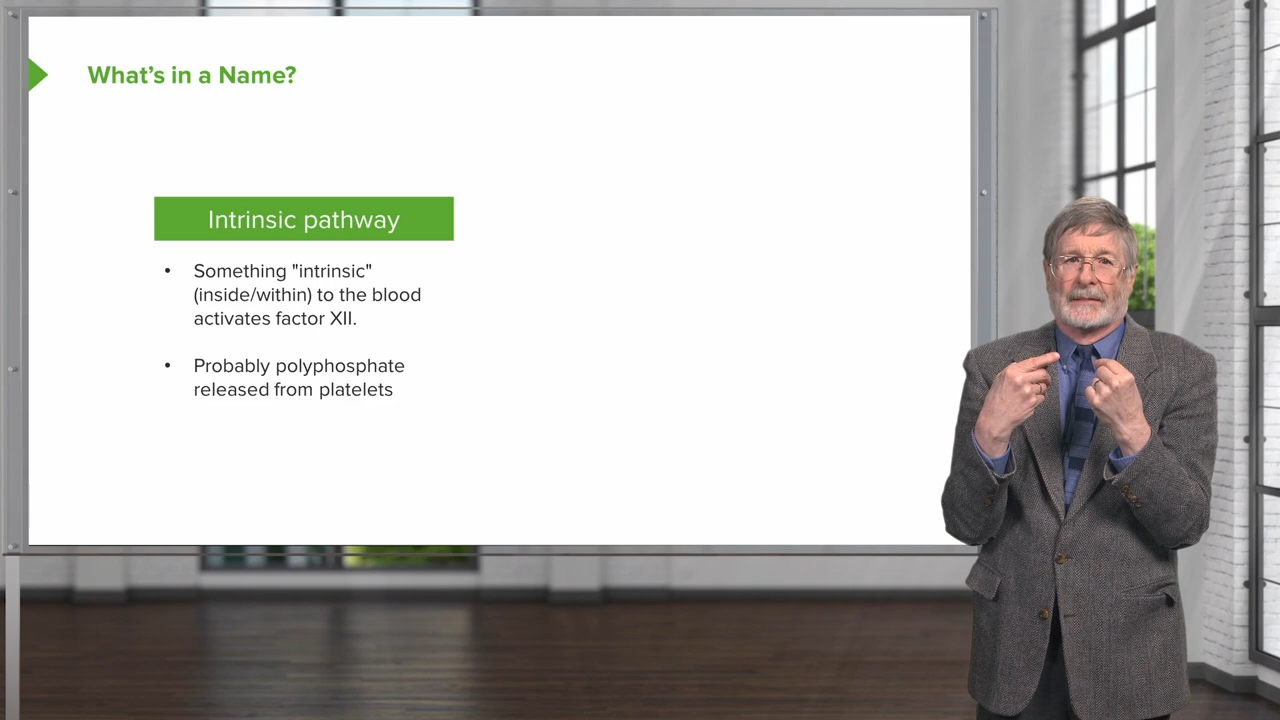 What's in a Name?
Intrinsic pathway
• Something "intrinsic"
(inside/within) to the blood
activates factor XII.
• Probably polyphosphate
released from platelets